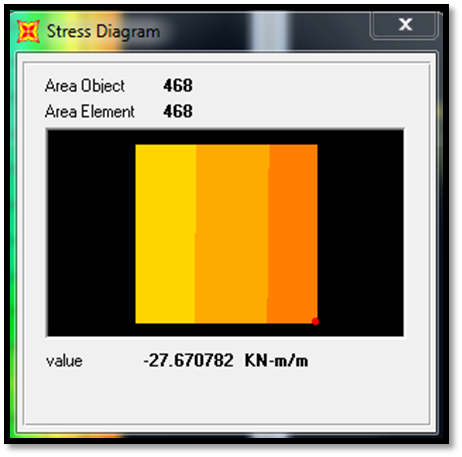 Stress Diagram
Area Object 468
Area Element 468
value -27.670782 KN-m/m